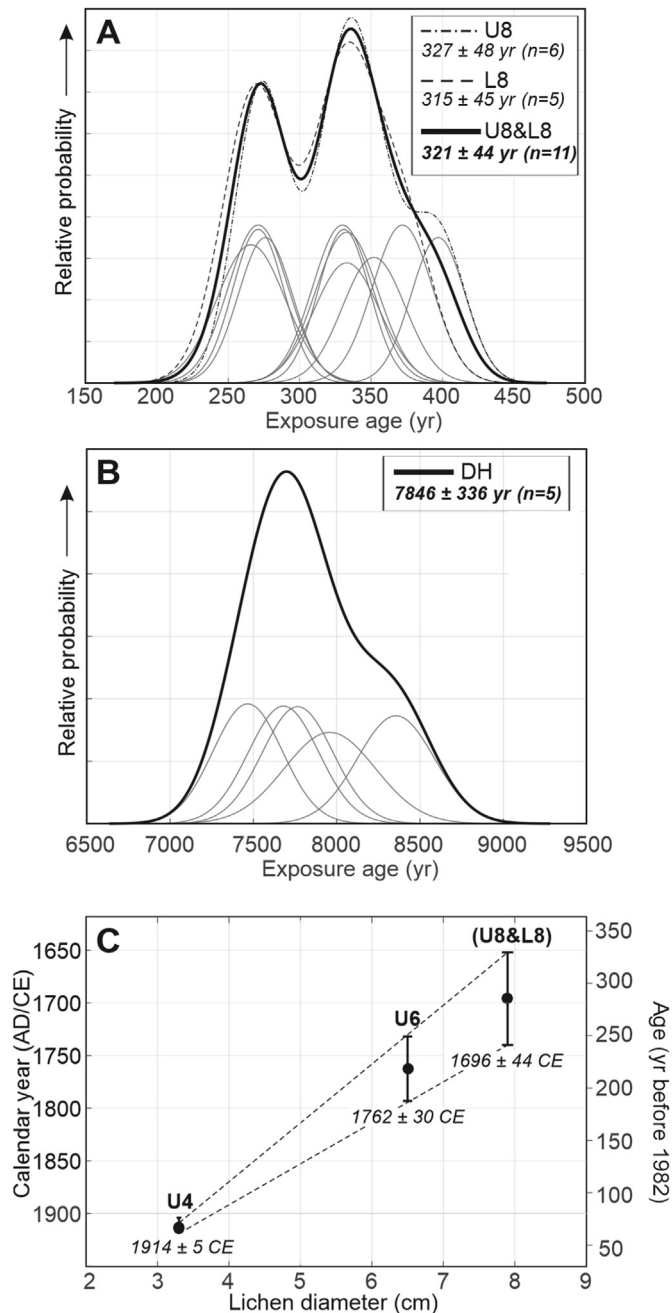 A
U8
327 ± 48 yr (n=6)
L8
315 ± 45 yr (n=5)
U8&L8
321 ± 44 yr (n=11)
Relative probability
150 200 250 300 350 400 450 500
Exposure age (yr)
B
DH
7846 ± 336 yr (n=5)
Relative probability
6500 7000 7500 8000 8500 9000 9500
Exposure age (yr)
C
(U8&L8)
1696 ± 44 CE
U6
1762 ± 30 CE
U4
1914 ± 5 CE
Calendar year (AD/CE)
1650
1700
1750
1800
1850
1900
Age (yr before 1982)
350
300
250
200
150
100
50
2 3 4 5 6 7 8 9
Lichen diameter (cm)